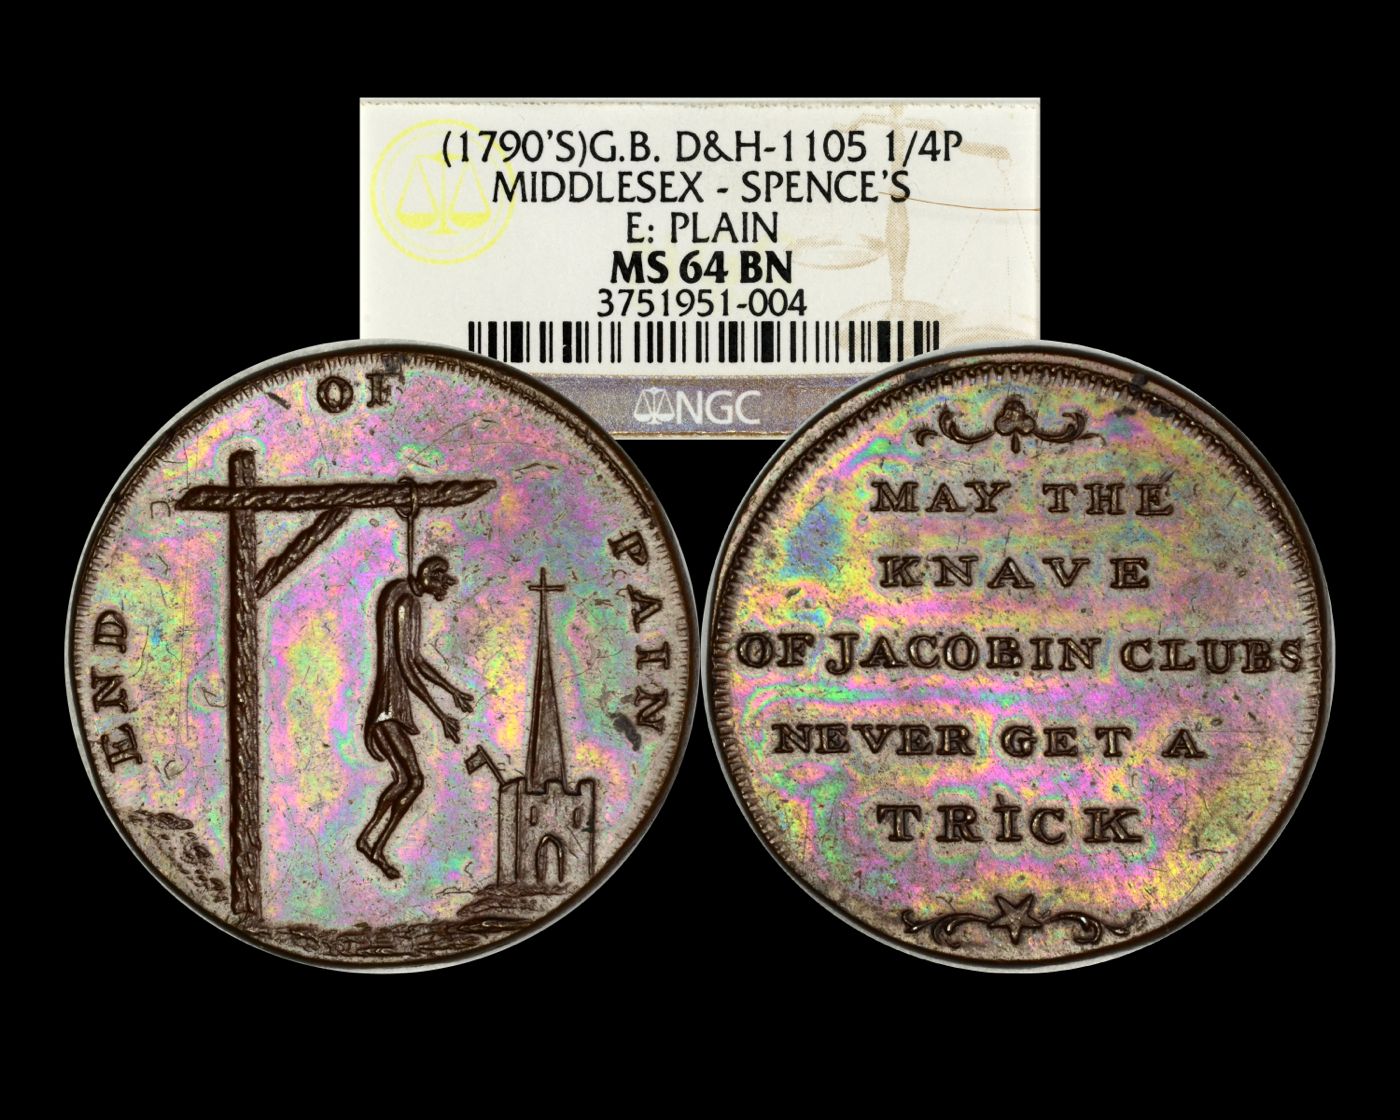 (1790'S)G.B. D&H-1105 1/4P
MIDDLESEX - SPENCE'S
E: PLAIN
MS 64 BN
3751951-004
NGC
END OF PAIN
MAY THE
KNAVE
OF JACOBIN CLUBS
NEVER GET A
TRICK